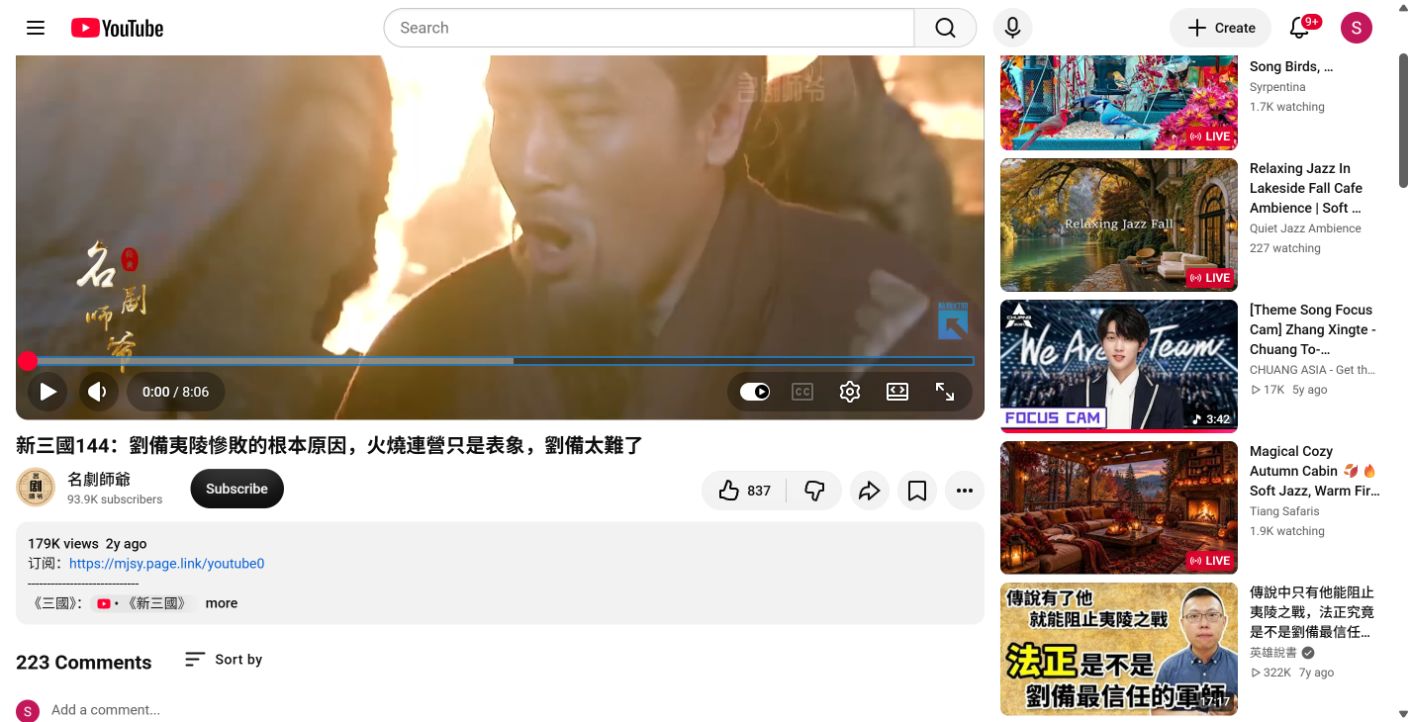 YouTube
Search
Create
9+
S
名劇師爺
名
劇
師
爺
0:00 / 8:06
CC
新三國144：劉備夷陵慘敗的根本原因，火燒連營只是表象，劉備太難了
名劇師爺
93.9K subscribers
Subscribe
837
179K views 2y ago
订阅：https://mjsy.page.link/youtube0
----------------------------
《三國》：
·《新三國》
more
223 Comments
Sort by
S
Add a comment...
LIVE
Song Birds, ...
Syrpentina
1.7K watching
Relaxing Jazz Fall
LIVE
Relaxing Jazz In
Lakeside Fall Cafe
Ambience | Soft ...
Quiet Jazz Ambience
227 watching
CHUANG
We Are Team
FOCUS CAM
3:42
[Theme Song Focus
Cam] Zhang Xingte -
Chuang To-...
CHUANG ASIA - Get th...
17K 5y ago
LIVE
Magical Cozy
Autumn Cabin 🍂🔥
Soft Jazz, Warm Fir...
Tiang Safaris
1.9K watching
傳說有了他
就能阻止夷陵之戰
法正是不是
劉備最信任的軍師
17:17
傳說中只有他能阻止
夷陵之戰，法正究竟
是不是劉備最信任...
英雄說書
322K 7y ago